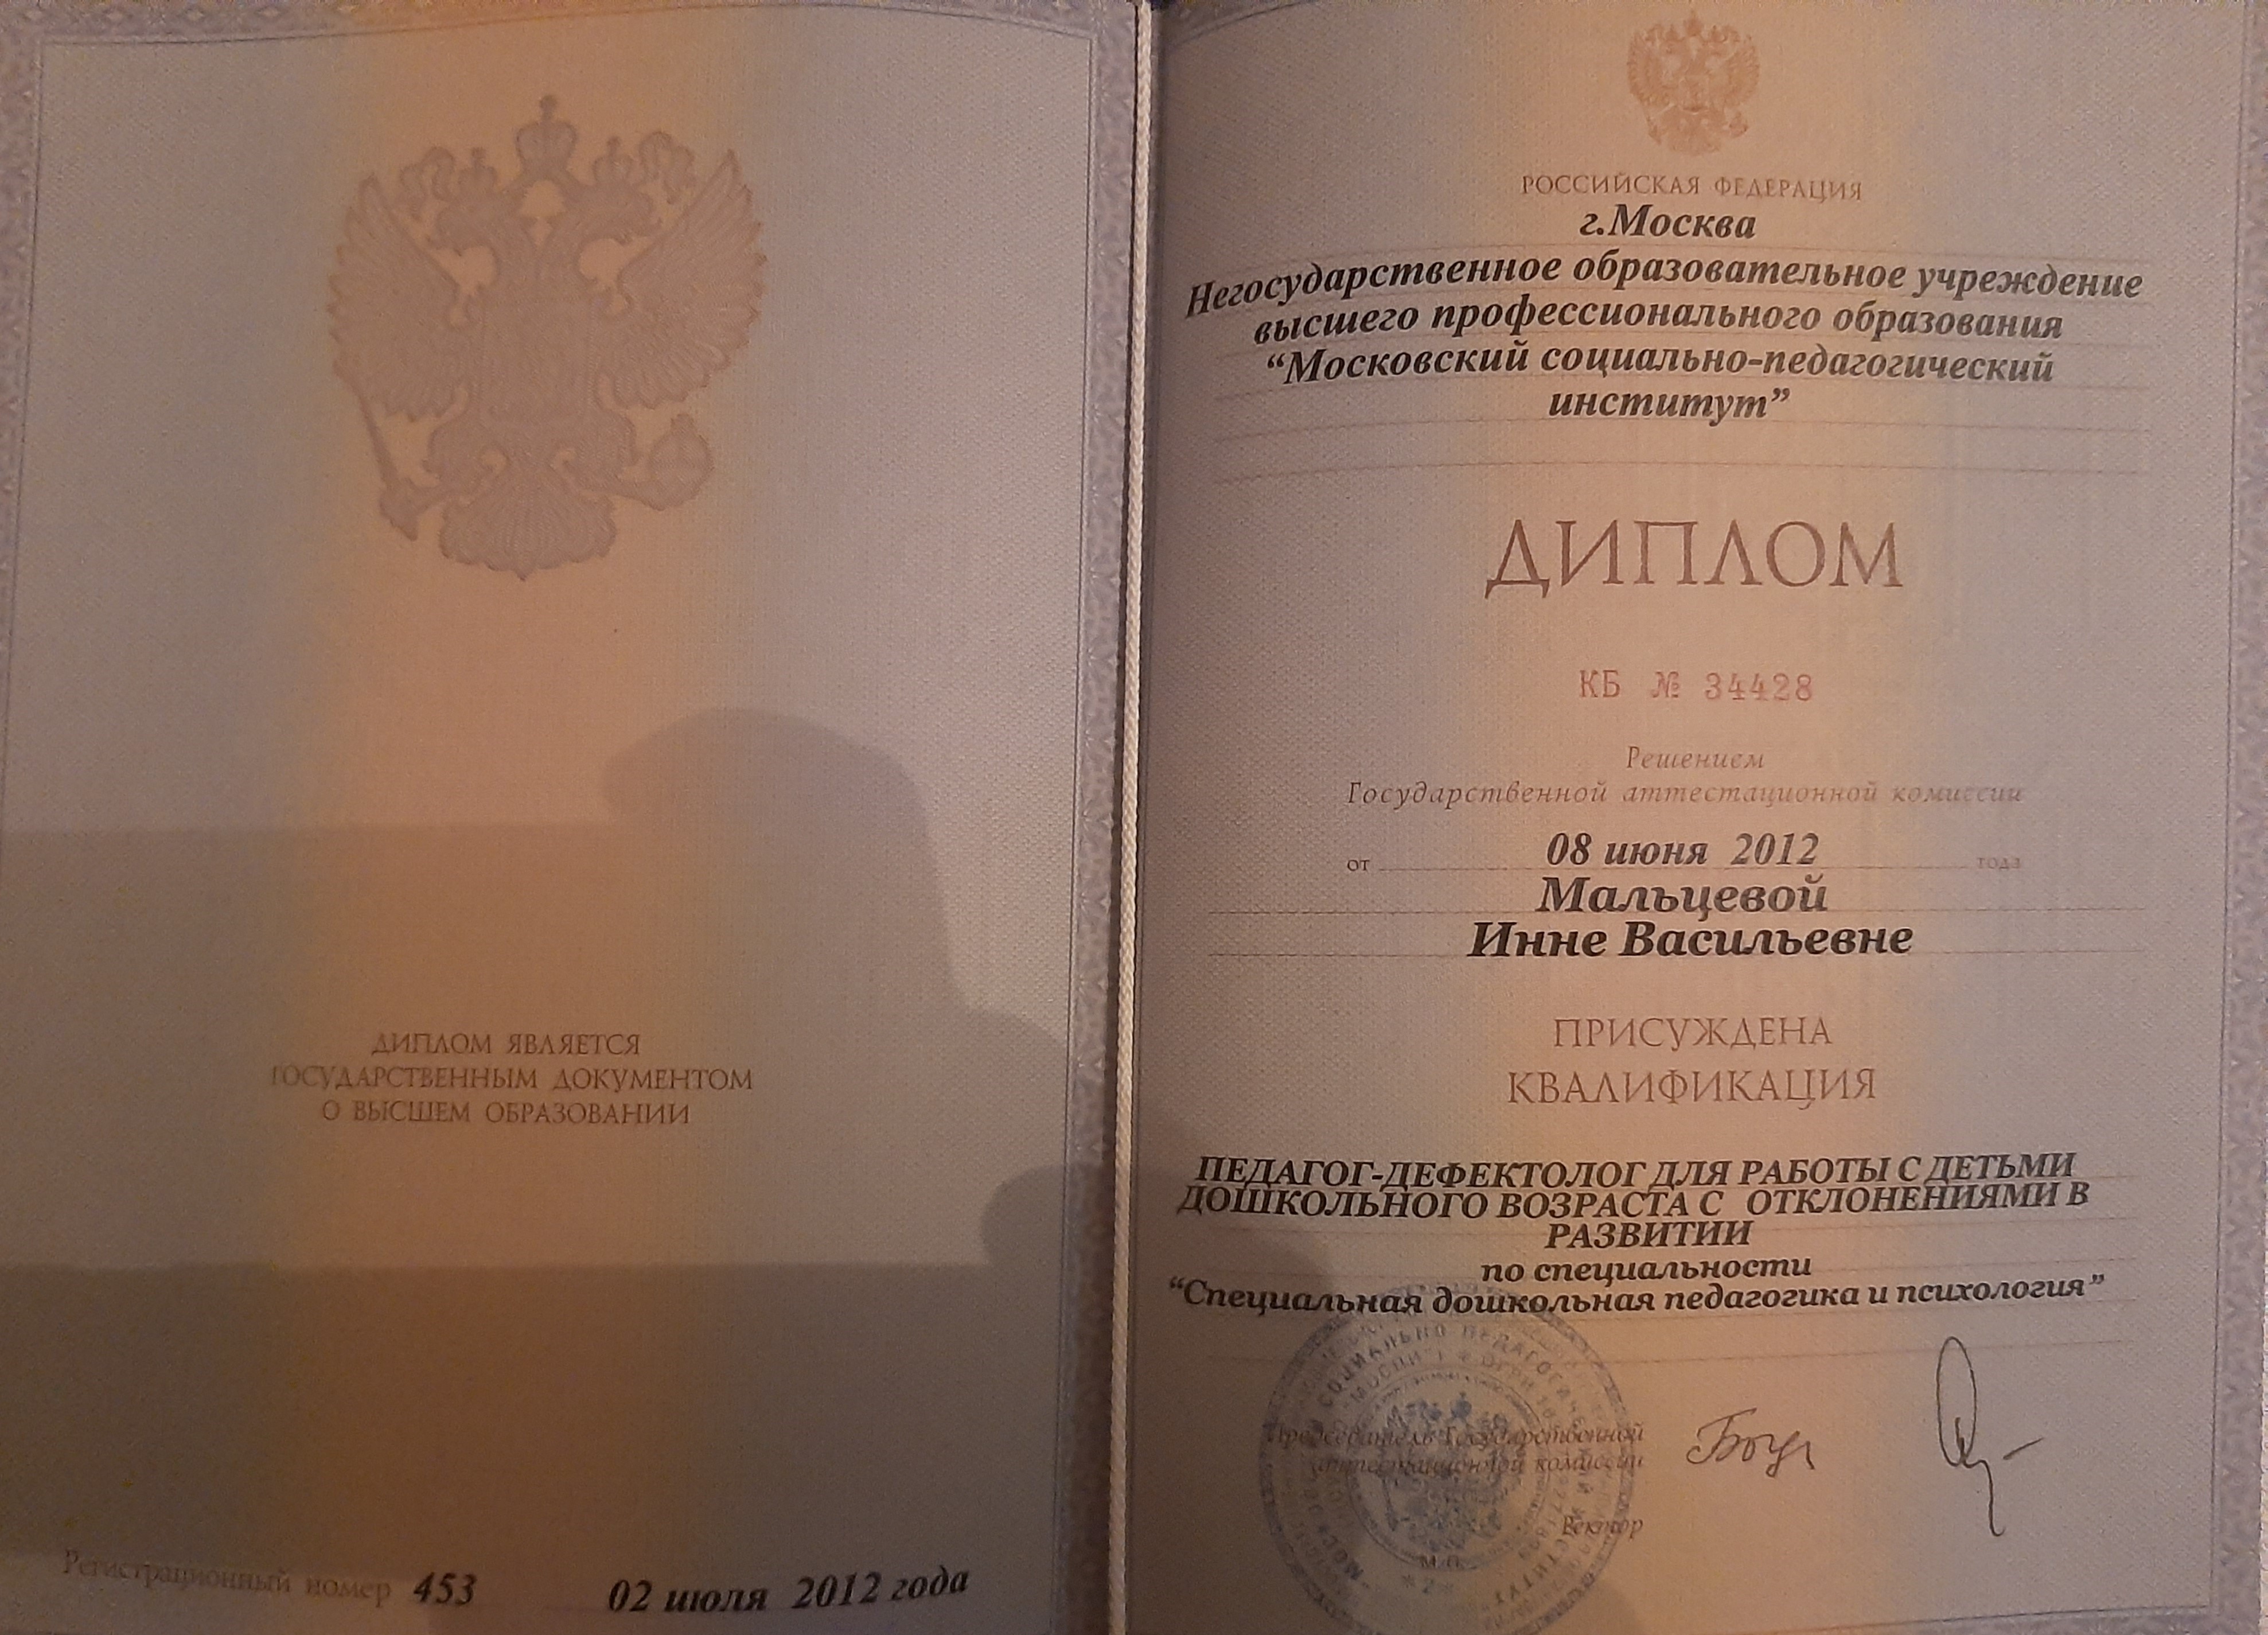 ДИПЛОМ ЯВЛЯЕТСЯ
ГОСУДАРСТВЕННЫМ ДОКУМЕНТОМ
О ВЫСШЕМ ОБРАЗОВАНИИ
Регистрационный номер 453 02 июля 2012 года
РОССИЙСКАЯ ФЕДЕРАЦИЯ
г.Москва
Негосударственное образовательное учреждение
высшего профессионального образования
“Московский социально-педагогический
институт”
ДИПЛОМ
КБ № 34428
Решением
Государственной аттестационной комиссии
от 08 июня 2012 года
Мальцевой
Инне Васильевне
ПРИСУЖДЕНА
КВАЛИФИКАЦИЯ
ПЕДАГОГ-ДЕФЕКТОЛОГ ДЛЯ РАБОТЫ С ДЕТЬМИ
ДОШКОЛЬНОГО ВОЗРАСТА С ОТКЛОНЕНИЯМИ В
РАЗВИТИИ
по специальности
“Специальная дошкольная педагогика и психология”
Председатель Государственной
аттестационной комиссии
Ректор
М.П.